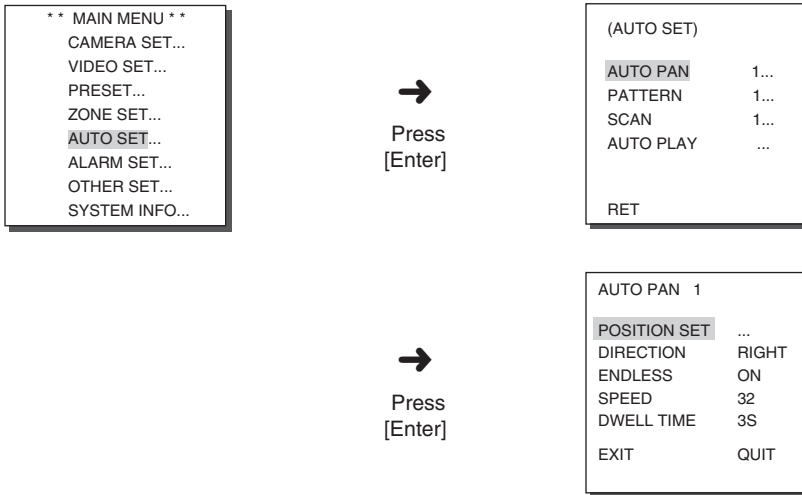 * * MAIN MENU * *
CAMERA SET...
VIDEO SET...
PRESET...
ZONE SET...
AUTO SET...
ALARM SET...
OTHER SET...
SYSTEM INFO...
Press
[Enter]
(AUTO SET)
AUTO PAN 1...
PATTERN 1...
SCAN 1...
AUTO PLAY ...
RET
Press
[Enter]
AUTO PAN 1
POSITION SET ...
DIRECTION RIGHT
ENDLESS ON
SPEED 32
DWELL TIME 3S
EXIT QUIT